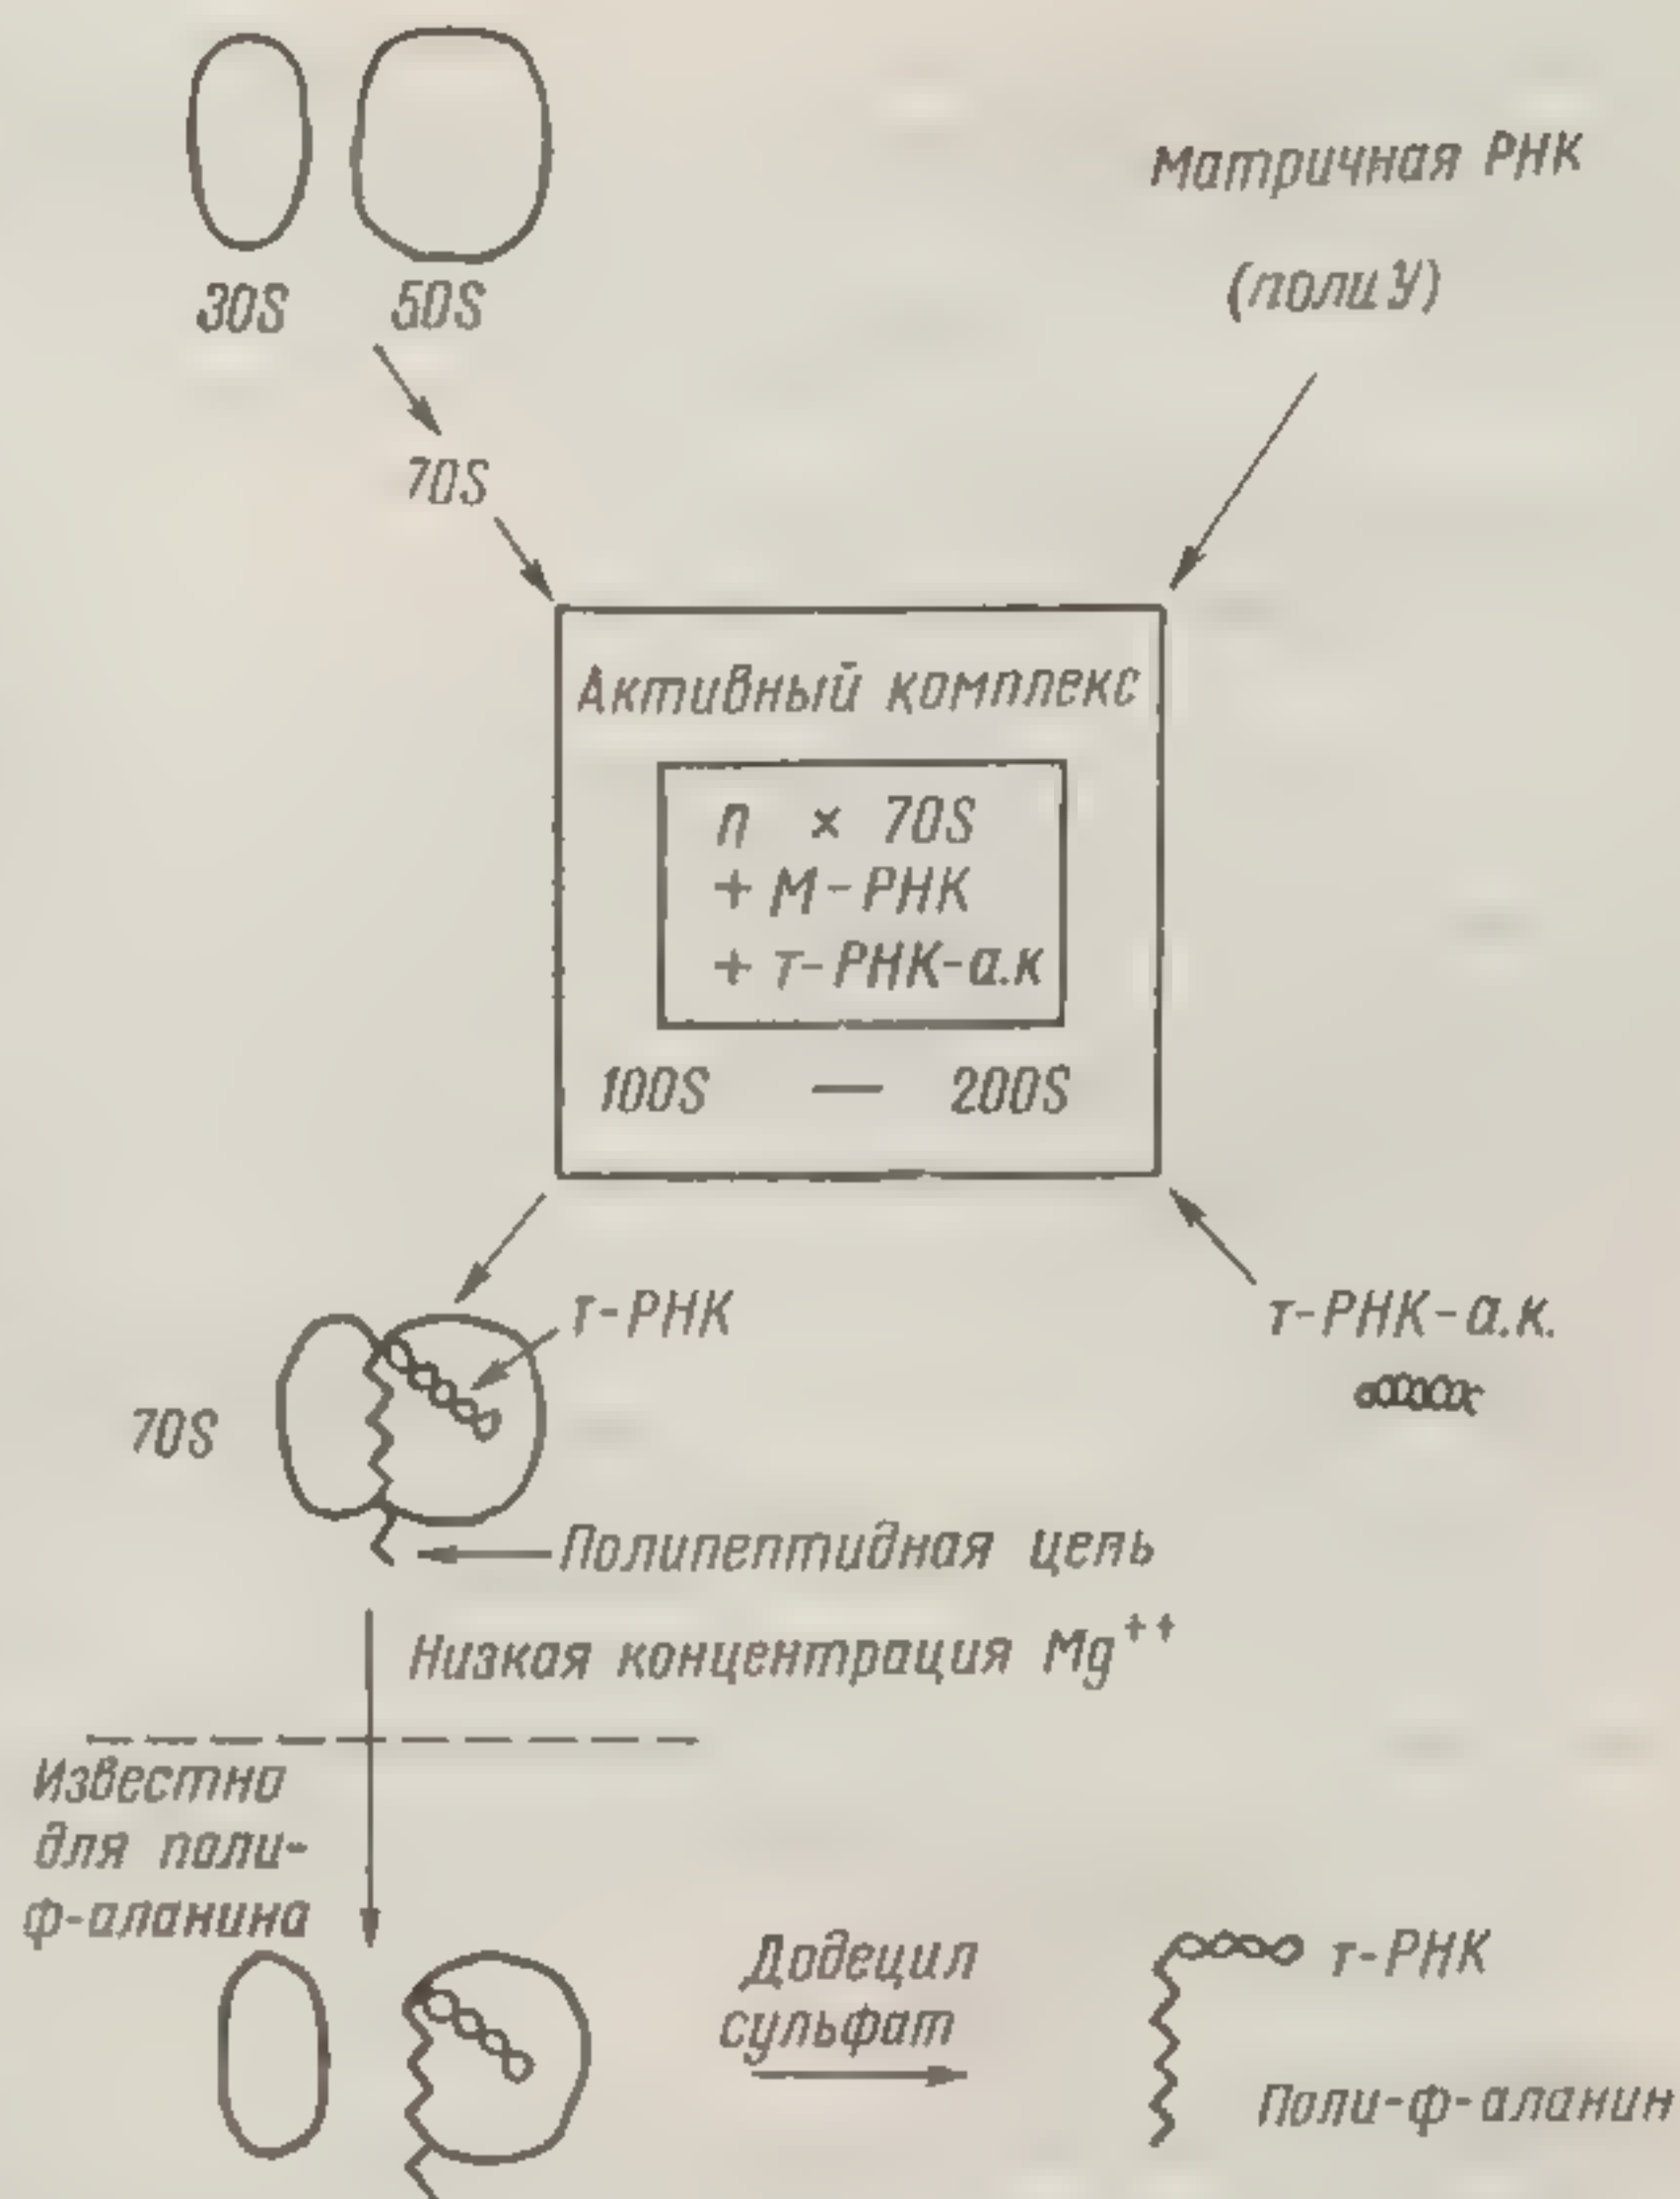 30S 50S
Матричная РНК
(поли У)
70S
Активный комплекс
n × 70S
+ М-РНК
+ т-РНК-а.к
100S — 200S
т-РНК
т-РНК-а.к.
70S
Полипептидная цепь
Низкая концентрация Mg++
Известно
для поли-
ф-аланина
Додецил
сульфат
т-РНК
Поли-ф-аланин